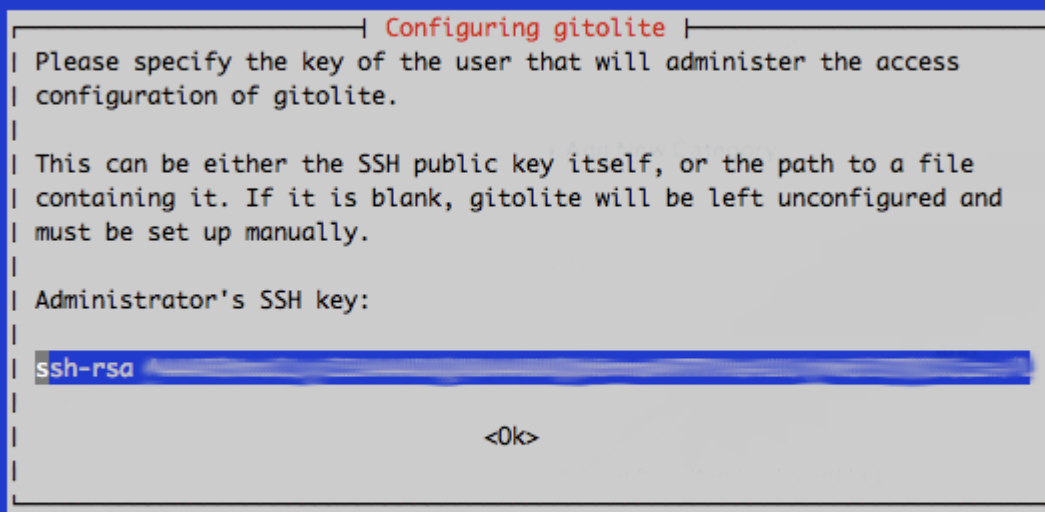 Configuring gitolite
Please specify the key of the user that will administer the access
configuration of gitolite.
This can be either the SSH public key itself, or the path to a file
containing it. If it is blank, gitolite will be left unconfigured and
must be set up manually.
Administrator's SSH key:
ssh-rsa
<Ok>